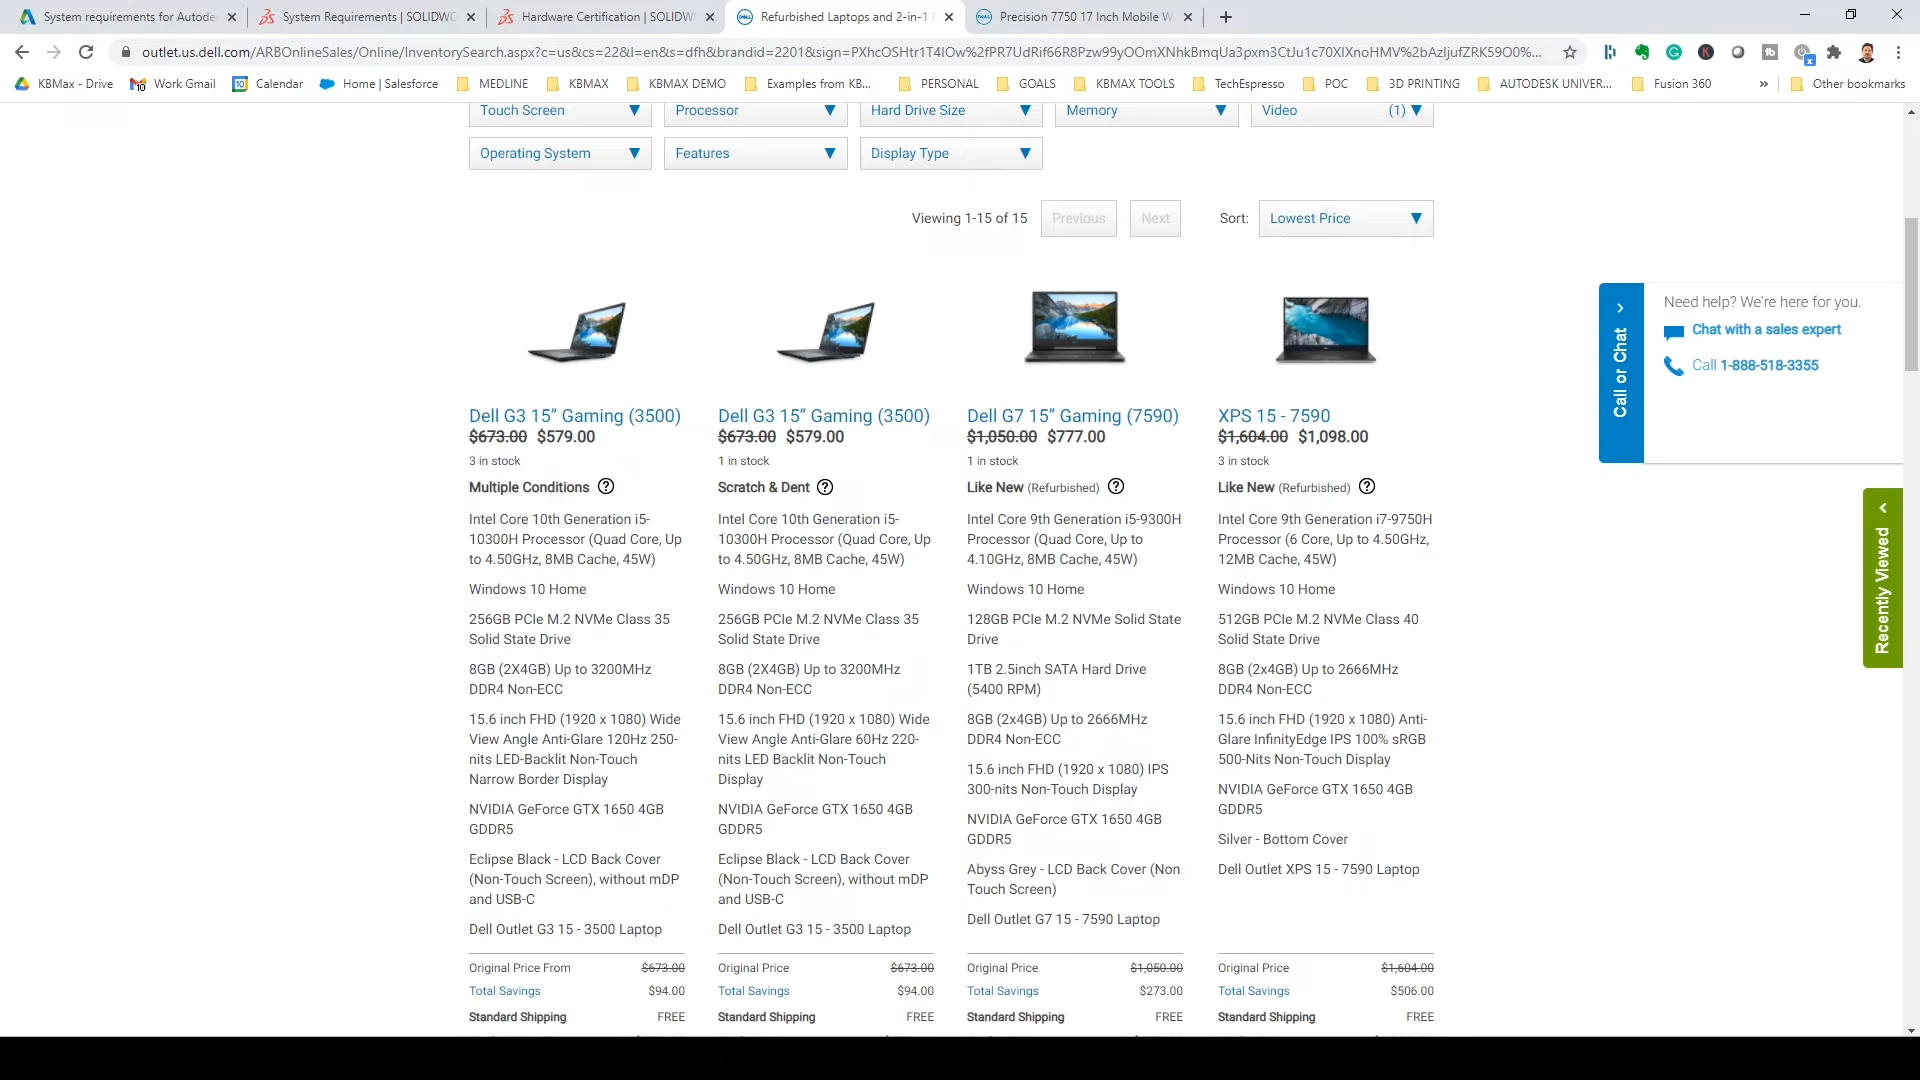 System requirements for Autode
System Requirements | SOLIDWO
Hardware Certification | SOLIDW
Refurbished Laptops and 2-in-1
Precision 7750 17 Inch Mobile W
outlet.us.dell.com/ARBOnlineSales/Online/InventorySearch.aspx?c=us&cs=22&l=en&s=dfh&brandid=2201&sign=PXhcOSHtr1T4lOw%2fPR7UdRif66R8Pzw99yOOmXNhkBmqUa3pxm3CtJu1c70XlXnoHMV%2bAzljufZRK59O0%...
KBMax - Drive
Work Gmail
Calendar
Home | Salesforce
MEDLINE
KBMAX
KBMAX DEMO
Examples from KB...
PERSONAL
GOALS
KBMAX TOOLS
TechEspresso
POC
3D PRINTING
AUTODESK UNIVER...
Fusion 360
»
Other bookmarks
Touch Screen
Processor
Hard Drive Size
Memory
Video (1)
Operating System
Features
Display Type
Viewing 1-15 of 15
Previous
Next
Sort:
Lowest Price
Call or Chat
Need help? We're here for you.
Chat with a sales expert
Call 1-888-518-3355
Recently Viewed
Dell G3 15” Gaming (3500)
$673.00 $579.00
3 in stock
Multiple Conditions
Intel Core 10th Generation i5-
10300H Processor (Quad Core, Up
to 4.50GHz, 8MB Cache, 45W)
Windows 10 Home
256GB PCIe M.2 NVMe Class 35
Solid State Drive
8GB (2X4GB) Up to 3200MHz
DDR4 Non-ECC
15.6 inch FHD (1920 x 1080) Wide
View Angle Anti-Glare 120Hz 250-
nits LED-Backlit Non-Touch
Narrow Border Display
NVIDIA GeForce GTX 1650 4GB
GDDR5
Eclipse Black - LCD Back Cover
(Non-Touch Screen), without mDP
and USB-C
Dell Outlet G3 15 - 3500 Laptop
Original Price From $673.00
Total Savings $94.00
Standard Shipping FREE
Dell G3 15” Gaming (3500)
$673.00 $579.00
1 in stock
Scratch & Dent
Intel Core 10th Generation i5-
10300H Processor (Quad Core, Up
to 4.50GHz, 8MB Cache, 45W)
Windows 10 Home
256GB PCIe M.2 NVMe Class 35
Solid State Drive
8GB (2X4GB) Up to 3200MHz
DDR4 Non-ECC
15.6 inch FHD (1920 x 1080) Wide
View Angle Anti-Glare 60Hz 220-
nits LED Backlit Non-Touch
Display
NVIDIA GeForce GTX 1650 4GB
GDDR5
Eclipse Black - LCD Back Cover
(Non-Touch Screen), without mDP
and USB-C
Dell Outlet G3 15 - 3500 Laptop
Original Price $673.00
Total Savings $94.00
Standard Shipping FREE
Dell G7 15” Gaming (7590)
$1,050.00 $777.00
1 in stock
Like New (Refurbished)
Intel Core 9th Generation i5-9300H
Processor (Quad Core, Up to
4.10GHz, 8MB Cache, 45W)
Windows 10 Home
128GB PCIe M.2 NVMe Solid State
Drive
1TB 2.5inch SATA Hard Drive
(5400 RPM)
8GB (2x4GB) Up to 2666MHz
DDR4 Non-ECC
15.6 inch FHD (1920 x 1080) IPS
300-nits Non-Touch Display
NVIDIA GeForce GTX 1650 4GB
GDDR5
Abyss Grey - LCD Back Cover (Non
Touch Screen)
Dell Outlet G7 15 - 7590 Laptop
Original Price $1,050.00
Total Savings $273.00
Standard Shipping FREE
XPS 15 - 7590
$1,604.00 $1,098.00
3 in stock
Like New (Refurbished)
Intel Core 9th Generation i7-9750H
Processor (6 Core, Up to 4.50GHz,
12MB Cache, 45W)
Windows 10 Home
512GB PCIe M.2 NVMe Class 40
Solid State Drive
8GB (2x4GB) Up to 2666MHz
DDR4 Non-ECC
15.6 inch FHD (1920 x 1080) Anti-
Glare InfinityEdge IPS 100% sRGB
500-Nits Non-Touch Display
NVIDIA GeForce GTX 1650 4GB
GDDR5
Silver - Bottom Cover
Dell Outlet XPS 15 - 7590 Laptop
Original Price $1,604.00
Total Savings $506.00
Standard Shipping FREE